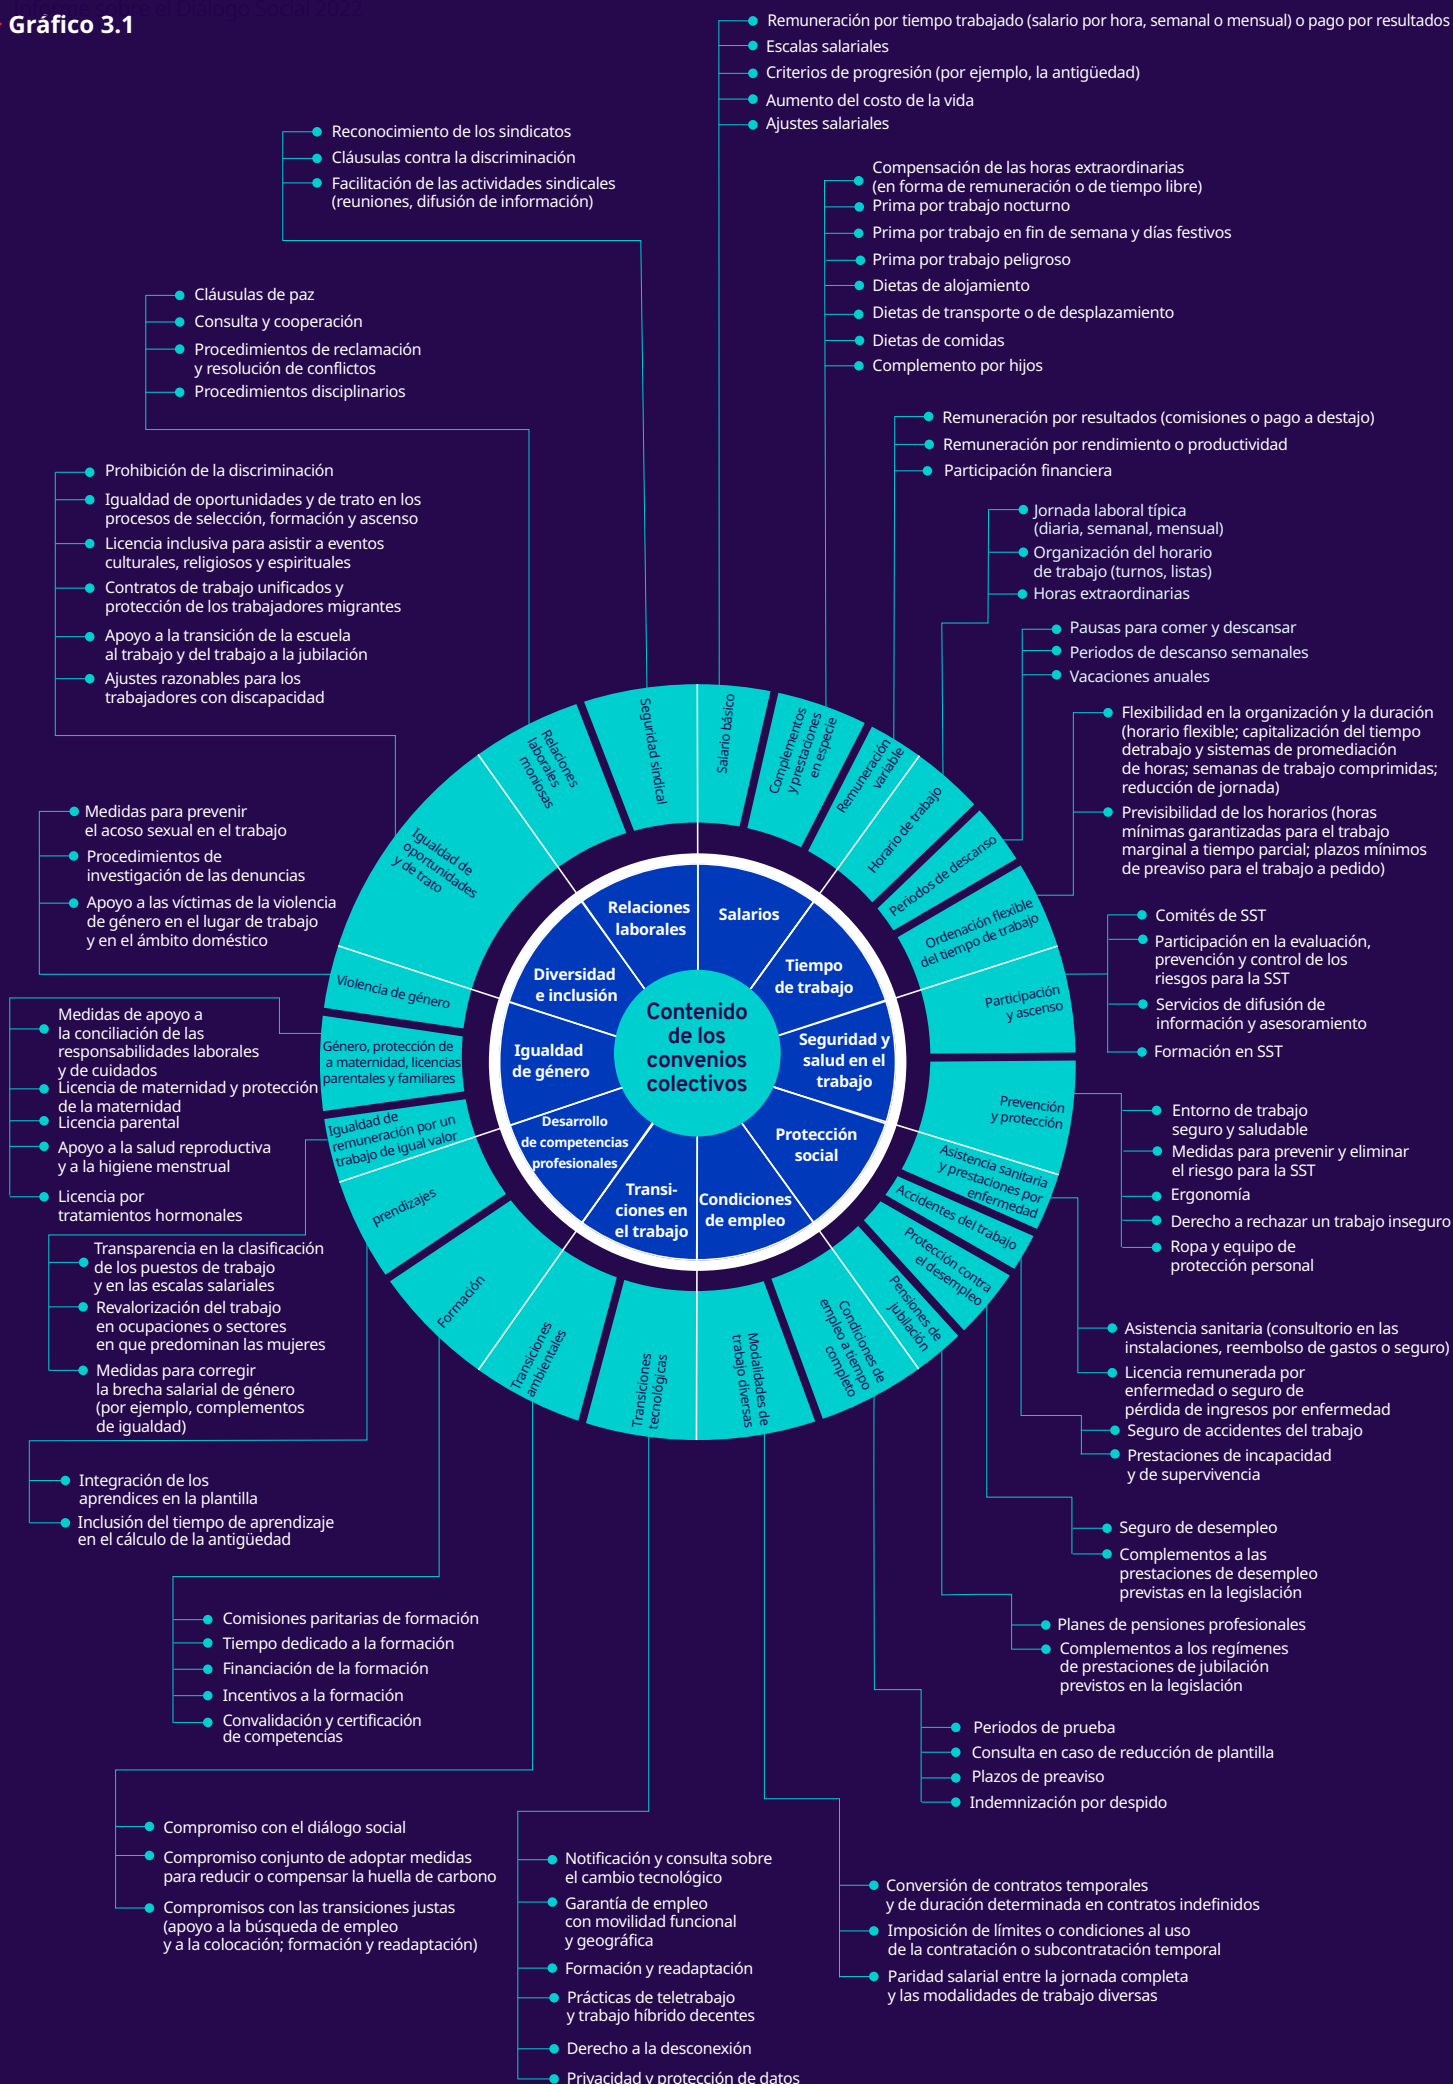 Informe sobre el Diálogo Social 2022
Gráfico 3.1
Remuneración por tiempo trabajado (salario por hora, semanal o mensual) o pago por resultados
Escalas salariales
Criterios de progresión (por ejemplo, la antigüedad)
Aumento del costo de la vida
Ajustes salariales
Reconocimiento de los sindicatos
Cláusulas contra la discriminación
Facilitación de las actividades sindicales
(reuniones, difusión de información)
Compensación de las horas extraordinarias
(en forma de remuneración o de tiempo libre)
Prima por trabajo nocturno
Prima por trabajo en fin de semana y días festivos
Prima por trabajo peligroso
Dietas de alojamiento
Dietas de transporte o de desplazamiento
Dietas de comidas
Complemento por hijos
Cláusulas de paz
Consulta y cooperación
Procedimientos de reclamación
y resolución de conflictos
Procedimientos disciplinarios
Remuneración por resultados (comisiones o pago a destajo)
Remuneración por rendimiento o productividad
Participación financiera
Prohibición de la discriminación
Igualdad de oportunidades y de trato en los
procesos de selección, formación y ascenso
Licencia inclusiva para asistir a eventos
culturales, religiosos y espirituales
Contratos de trabajo unificados y
protección de los trabajadores migrantes
Apoyo a la transición de la escuela
al trabajo y del trabajo a la jubilación
Ajustes razonables para los
trabajadores con discapacidad
Jornada laboral típica
(diaria, semanal, mensual)
Organización del horario
de trabajo (turnos, listas)
Horas extraordinarias
Pausas para comer y descansar
Periodos de descanso semanales
Vacaciones anuales
Flexibilidad en la organización y la duración
(horario flexible; capitalización del tiempo
detrabajo y sistemas de promediación
de horas; semanas de trabajo comprimidas;
reducción de jornada)
Previsibilidad de los horarios (horas
mínimas garantizadas para el trabajo
marginal a tiempo parcial; plazos mínimos
de preaviso para el trabajo a pedido)
Medidas para prevenir
el acoso sexual en el trabajo
Procedimientos de
investigación de las denuncias
Apoyo a las víctimas de la violencia
de género en el lugar de trabajo
y en el ámbito doméstico
Comités de SST
Participación en la evaluación,
prevención y control de los
riesgos para la SST
Servicios de difusión de
información y asesoramiento
Formación en SST
Medidas de apoyo a
la conciliación de las
responsabilidades laborales
y de cuidados
Licencia de maternidad y protección
de la maternidad
Licencia parental
Apoyo a la salud reproductiva
y a la higiene menstrual
Licencia por
tratamientos hormonales
Entorno de trabajo
seguro y saludable
Medidas para prevenir y eliminar
el riesgo para la SST
Ergonomía
Derecho a rechazar un trabajo inseguro
Ropa y equipo de
protección personal
Seguridad sindical
Salario básico
Complementos
y prestaciones
en especie
Remuneración
variable
Horario de trabajo
Periodos de descanso
Ordenación flexible
del tiempo de trabajo
Participación
y ascenso
Prevención
y protección
Asistencia sanitaria
y prestaciones por
enfermedad
Accidentes del trabajo
Protección contra
el desempleo
Pensiones de
jubilación
Condiciones de
empleo a tiempo
completo
Modalidades de
trabajo diversas
Transiciones
tecnológicas
Transiciones
ambientales
Formación
prendizajes
Igualdad de
remuneración por un
trabajo de igual valor
Género, protección de
a maternidad, licencias
parentales y familiares
Violencia de género
Igualdad de
oportunidades
y de trato
Relaciones
laborales
moniosas
Relaciones
laborales
Salarios
Tiempo
de trabajo
Seguridad y
salud en el
trabajo
Protección
social
Condiciones
de empleo
Transi-
ciones en
el trabajo
Desarrollo
de competencias
profesionales
Igualdad
de género
Diversidad
e inclusión
Contenido
de los
convenios
colectivos
Transparencia en la clasificación
de los puestos de trabajo
y en las escalas salariales
Revalorización del trabajo
en ocupaciones o sectores
en que predominan las mujeres
Medidas para corregir
la brecha salarial de género
(por ejemplo, complementos
de igualdad)
Asistencia sanitaria (consultorio en las
instalaciones, reembolso de gastos o seguro)
Licencia remunerada por
enfermedad o seguro de
pérdida de ingresos por enfermedad
Seguro de accidentes del trabajo
Prestaciones de incapacidad
y de supervivencia
Integración de los
aprendices en la plantilla
Inclusión del tiempo de aprendizaje
en el cálculo de la antigüedad
Seguro de desempleo
Complementos a las
prestaciones de desempleo
previstas en la legislación
Comisiones paritarias de formación
Tiempo dedicado a la formación
Financiación de la formación
Incentivos a la formación
Convalidación y certificación
de competencias
Planes de pensiones profesionales
Complementos a los regímenes
de prestaciones de jubilación
previstos en la legislación
Periodos de prueba
Consulta en caso de reducción de plantilla
Plazos de preaviso
Indemnización por despido
Compromiso con el diálogo social
Compromiso conjunto de adoptar medidas
para reducir o compensar la huella de carbono
Compromisos con las transiciones justas
(apoyo a la búsqueda de empleo
y a la colocación; formación y readaptación)
Notificación y consulta sobre
el cambio tecnológico
Garantía de empleo
con movilidad funcional
y geográfica
Formación y readaptación
Prácticas de teletrabajo
y trabajo híbrido decentes
Derecho a la desconexión
Privacidad y protección de datos
Conversión de contratos temporales
y de duración determinada en contratos indefinidos
Imposición de límites o condiciones al uso
de la contratación o subcontratación temporal
Paridad salarial entre la jornada completa
y las modalidades de trabajo diversas